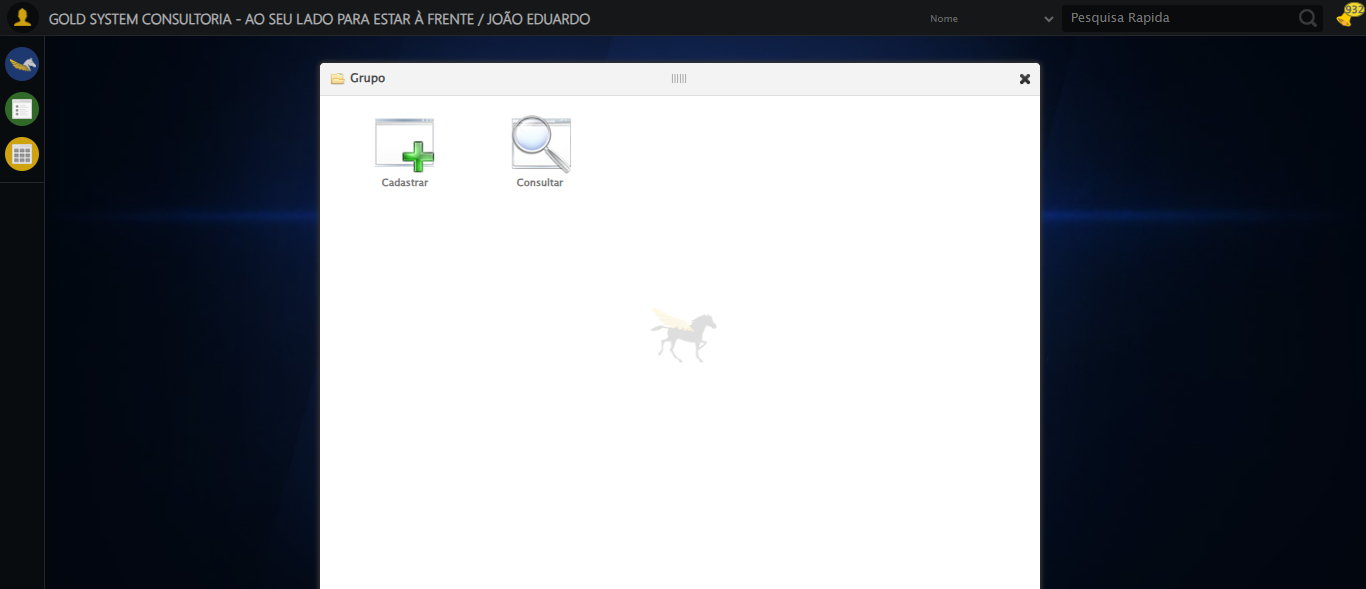 GOLD SYSTEM CONSULTORIA - AO SEU LADO PARA ESTAR À FRENTE / JOÃO EDUARDO
Nome
Pesquisa Rapida
932
Grupo
Cadastrar
Consultar